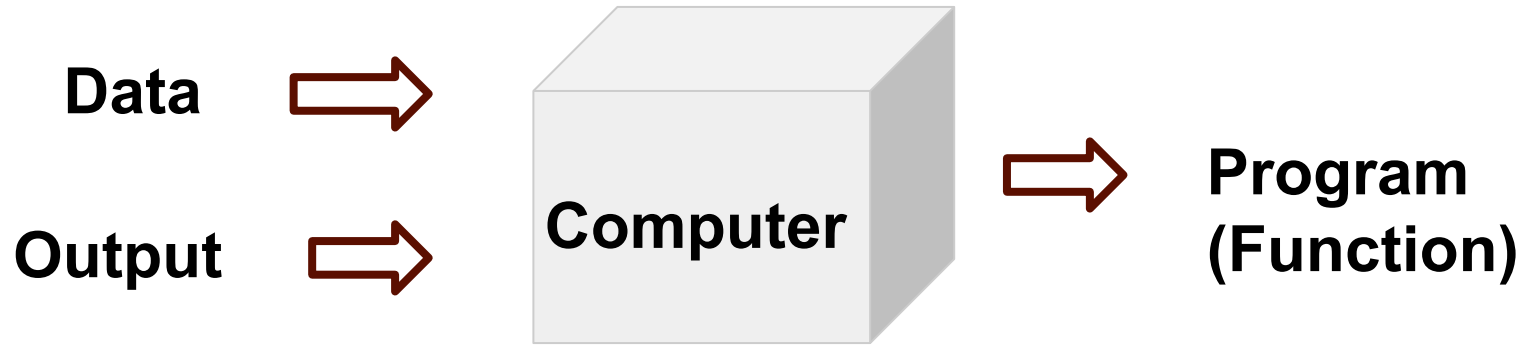 Data
Output
Computer
Program
(Function)